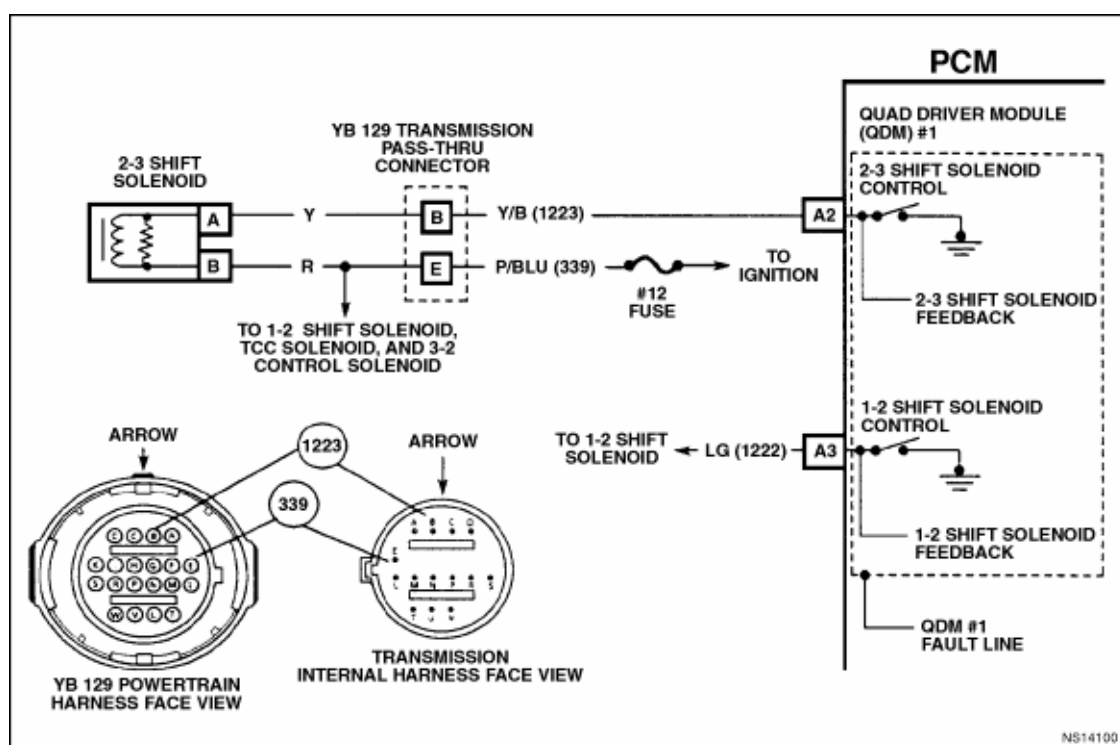 PCM
QUAD DRIVER MODULE
(QDM) #1
YB 129 TRANSMISSION
PASS-THRU
CONNECTOR
2-3 SHIFT
SOLENOID
2-3 SHIFT SOLENOID
CONTROL
A
Y
B
Y/B (1223)
A2
B
R
E
P/BLU (339)
TO
IGNITION
#12
FUSE
2-3 SHIFT SOLENOID
FEEDBACK
TO 1-2 SHIFT SOLENOID,
TCC SOLENOID, AND 3-2
CONTROL SOLENOID
1-2 SHIFT SOLENOID
CONTROL
ARROW
1223
ARROW
TO 1-2 SHIFT
SOLENOID
LG (1222)
A3
339
A B C D
E
L M N P R S
T U V
W V L T
1-2 SHIFT SOLENOID
FEEDBACK
QDM #1
FAULT LINE
TRANSMISSION
INTERNAL HARNESS FACE VIEW
YB 129 POWERTRAIN
HARNESS FACE VIEW
NS14100